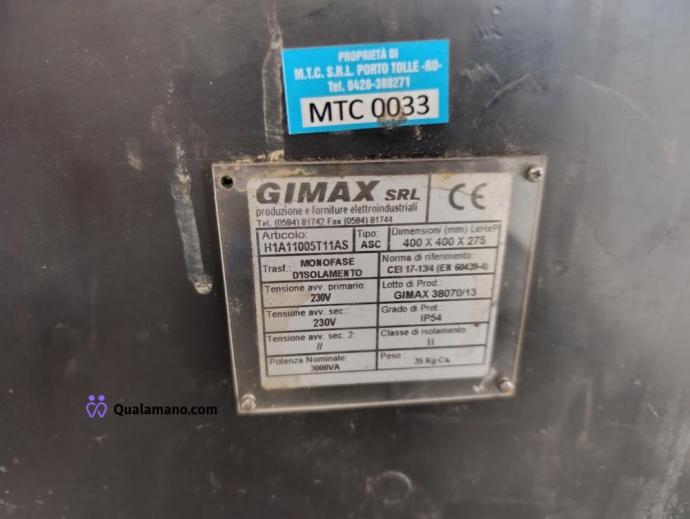 PROPRIETÀ DI
M.T.C. S.R.L. PORTO TOLLE -RO-
Tel. 0426-380271
MTC 0033
GIMAX SRL
produzione e forniture elettroindustriali
Tel. (0584) 81742 Fax (0584) 81744
CE
Articolo: H1A11005T11AS
Tipo: ASC
Dimensioni (mm) LxHxP 400 X 400 X 275
Trasf.: MONOFASE D'ISOLAMENTO
Norma di riferimento: CEI 17-13/4 (EN 60439-4)
Tensione avv. primario: 230V
Lotto di Prod.: GIMAX 38070/13
Tensione avv. sec.: 230V
Grado di Prot.: IP54
Tensione avv. sec. 2: //
Classe di isolamento: II
Potenza Nominale: 3000VA
Peso: 35 Kg Ca.
Qualamano.com